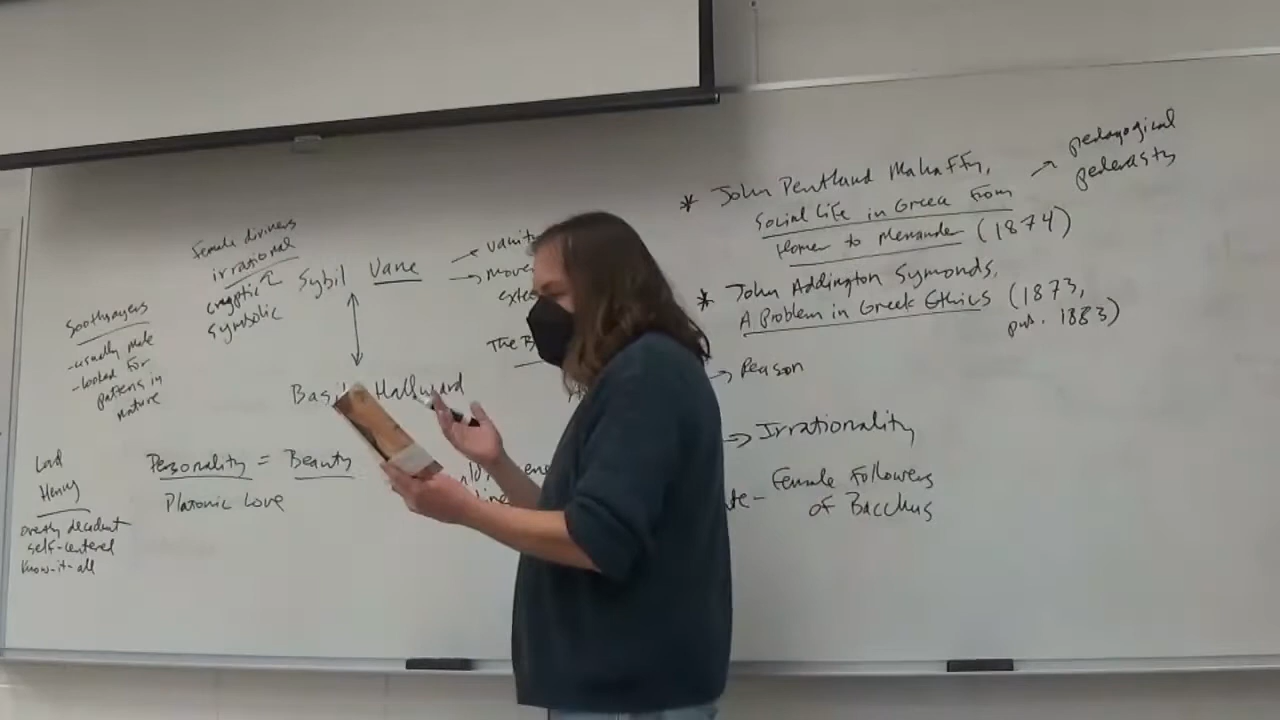 Soothsayers
-usually male
-looked for
patterns in
nature
Female diviners
irrational
cryptic
symbolic
Sybil Vane
vanity
move
The B
Basil Hallward
Lord
Henry
overly decadent
self-centered
know-it-all
Personality = Beauty
Platonic Love
* John Pentland Mahaffy,
Social Life in Greece From
Homer to Menander (1874)
pedagogical
pederasty
* John Addington Symonds,
A Problem in Greek Ethics (1873,
pub. 1883)
Reason
Irrationality
Female Followers
of Bacchus